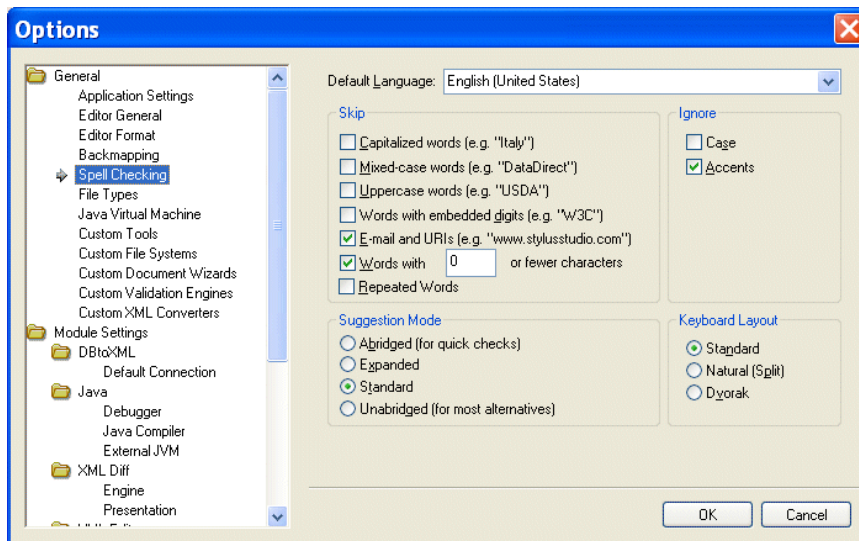 Options
General
Application Settings
Editor General
Editor Format
Backmapping
Spell Checking
File Types
Java Virtual Machine
Custom Tools
Custom File Systems
Custom Document Wizards
Custom Validation Engines
Custom XML Converters
Module Settings
DBtoXML
Default Connection
Java
Debugger
Java Compiler
External JVM
XML Diff
Engine
Presentation
Default Language: English (United States)
Skip
Capitalized words (e.g. "Italy")
Mixed-case words (e.g. "DataDirect")
Uppercase words (e.g. "USDA")
Words with embedded digits (e.g. "W3C")
E-mail and URIs (e.g. "www.stylusstudio.com")
Words with 0 or fewer characters
Repeated Words
Ignore
Case
Accents
Suggestion Mode
Abridged (for quick checks)
Expanded
Standard
Unabridged (for most alternatives)
Keyboard Layout
Standard
Natural (Split)
Dvorak
OK Cancel